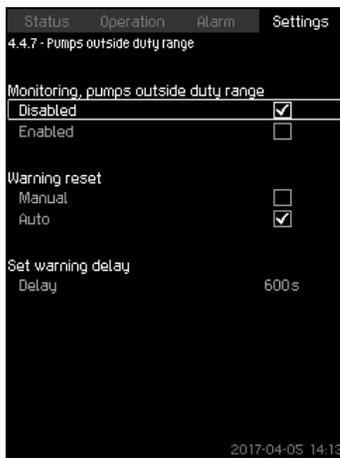 Status Operation Alarm Settings
4.4.7 - Pumps outside duty range
Monitoring, pumps outside duty range
Disabled
Enabled
Warning reset
Manual
Auto
Set warning delay
Delay 600s
2017-04-05 14:13